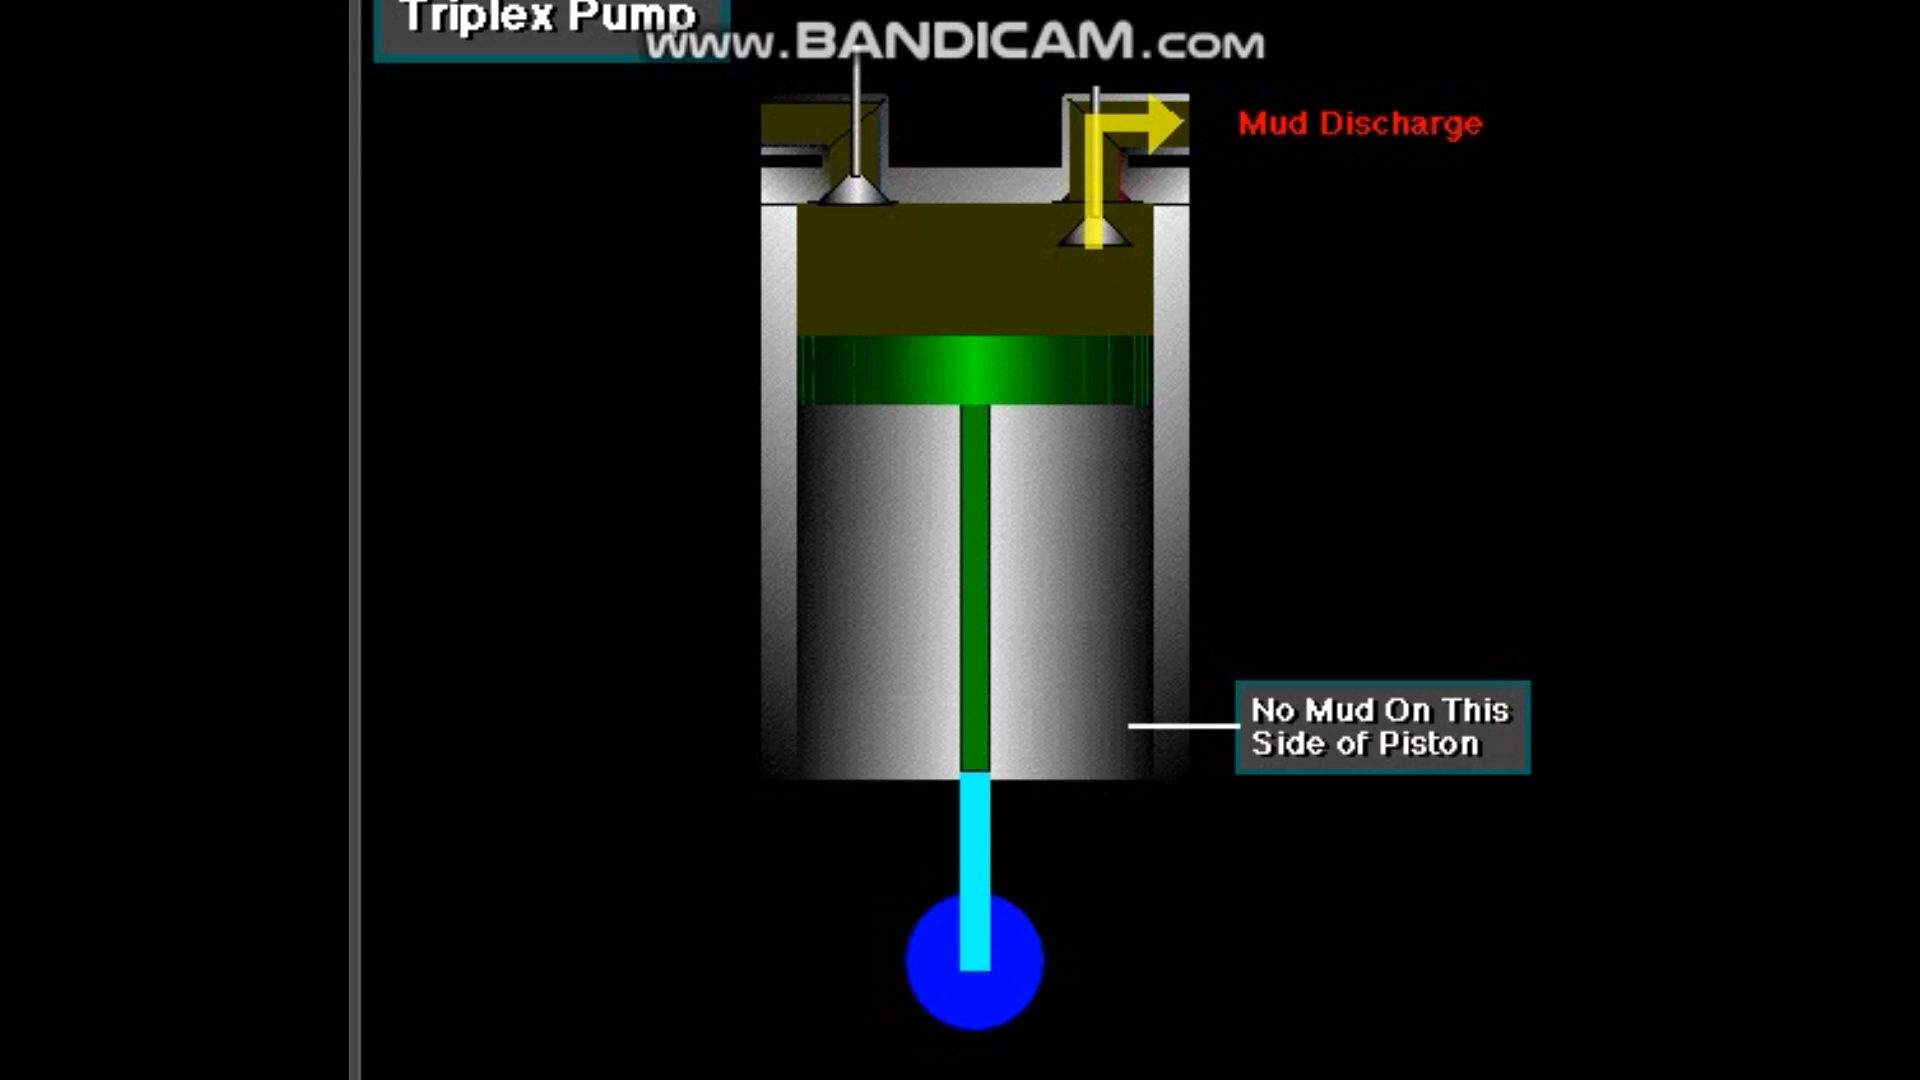 Triplex Pump
www.BANDICAM.com
Mud Discharge
No Mud On This
Side of Piston